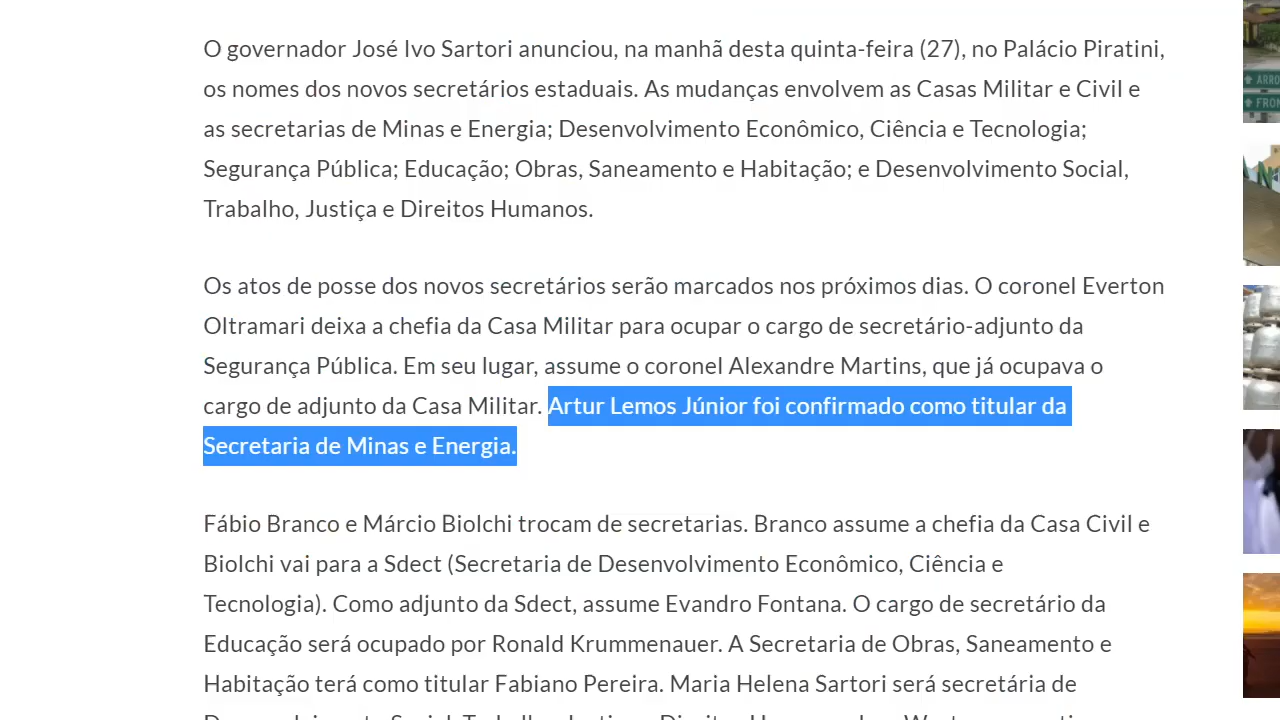 O governador José Ivo Sartori anunciou, na manhã desta quinta-feira (27), no Palácio Piratini,
os nomes dos novos secretários estaduais. As mudanças envolvem as Casas Militar e Civil e
as secretarias de Minas e Energia; Desenvolvimento Econômico, Ciência e Tecnologia;
Segurança Pública; Educação; Obras, Saneamento e Habitação; e Desenvolvimento Social,
Trabalho, Justiça e Direitos Humanos.
Os atos de posse dos novos secretários serão marcados nos próximos dias. O coronel Everton
Oltramari deixa a chefia da Casa Militar para ocupar o cargo de secretário-adjunto da
Segurança Pública. Em seu lugar, assume o coronel Alexandre Martins, que já ocupava o
cargo de adjunto da Casa Militar. Artur Lemos Júnior foi confirmado como titular da
Secretaria de Minas e Energia.
Fábio Branco e Márcio Biolchi trocam de secretarias. Branco assume a chefia da Casa Civil e
Biolchi vai para a Sdect (Secretaria de Desenvolvimento Econômico, Ciência e
Tecnologia). Como adjunto da Sdect, assume Evandro Fontana. O cargo de secretário da
Educação será ocupado por Ronald Krummenauer. A Secretaria de Obras, Saneamento e
Habitação terá como titular Fabiano Pereira. Maria Helena Sartori será secretária de
ARRO
FRON